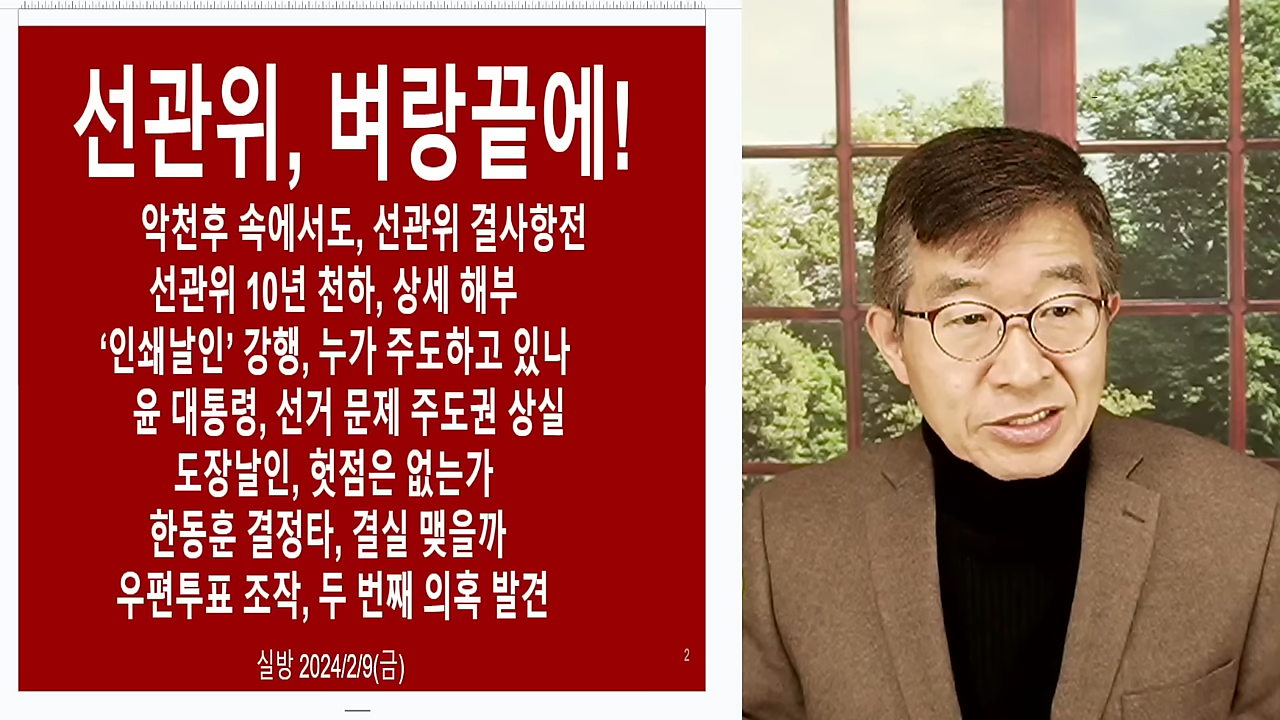 선관위, 벼랑끝에!
악천후 속에서도, 선관위 결사항전
선관위 10년 천하, 상세 해부
‘인쇄날인’ 강행, 누가 주도하고 있나
윤 대통령, 선거 문제 주도권 상실
도장날인, 헛점은 없는가
한동훈 결정타, 결실 맺을까
우편투표 조작, 두 번째 의혹 발견
실방 2024/2/9(금)
2